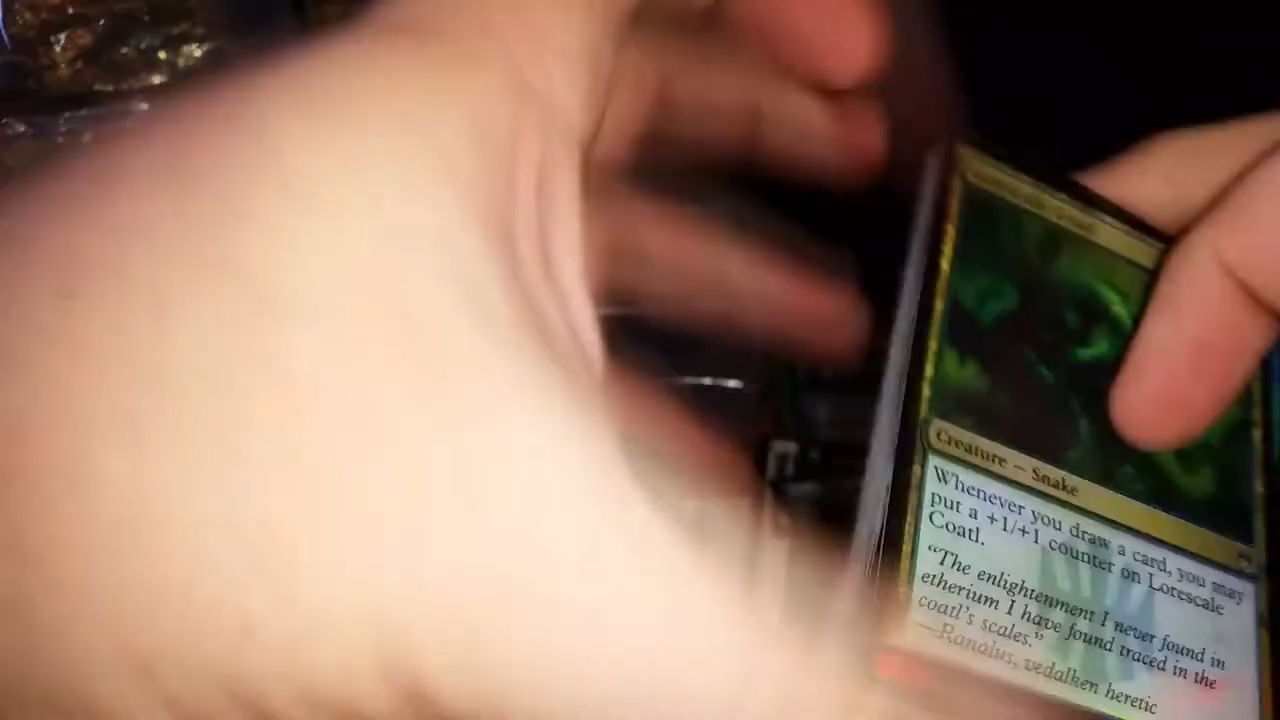 Creature — Snake
Whenever you draw a card, you may
put a +1/+1 counter on Lorescale
Coatl.
“The enlightenment I never found in
etherium I have found traced in the
coatl’s scales.”
—Ranalus, vedalken heretic